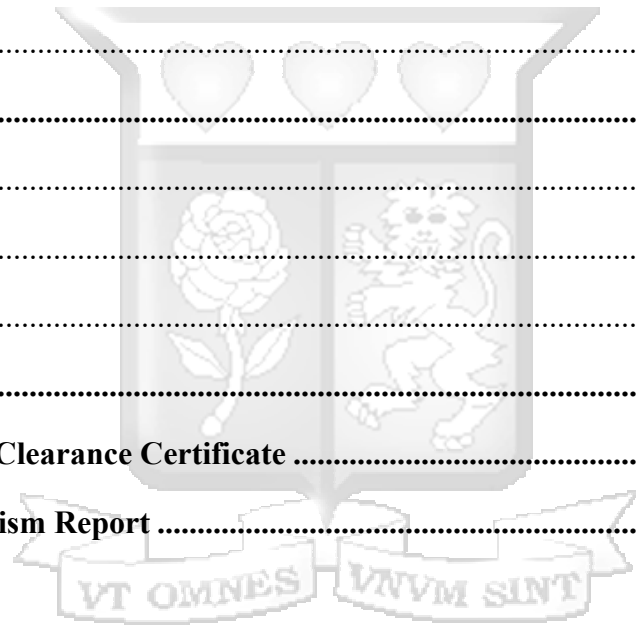 ................................................................................
................................................................................
................................................................................
................................................................................
................................................................................
................................................................................
Clearance Certificate ...........................................
ism Report ............................................................
VT OMNES VNVM SINT